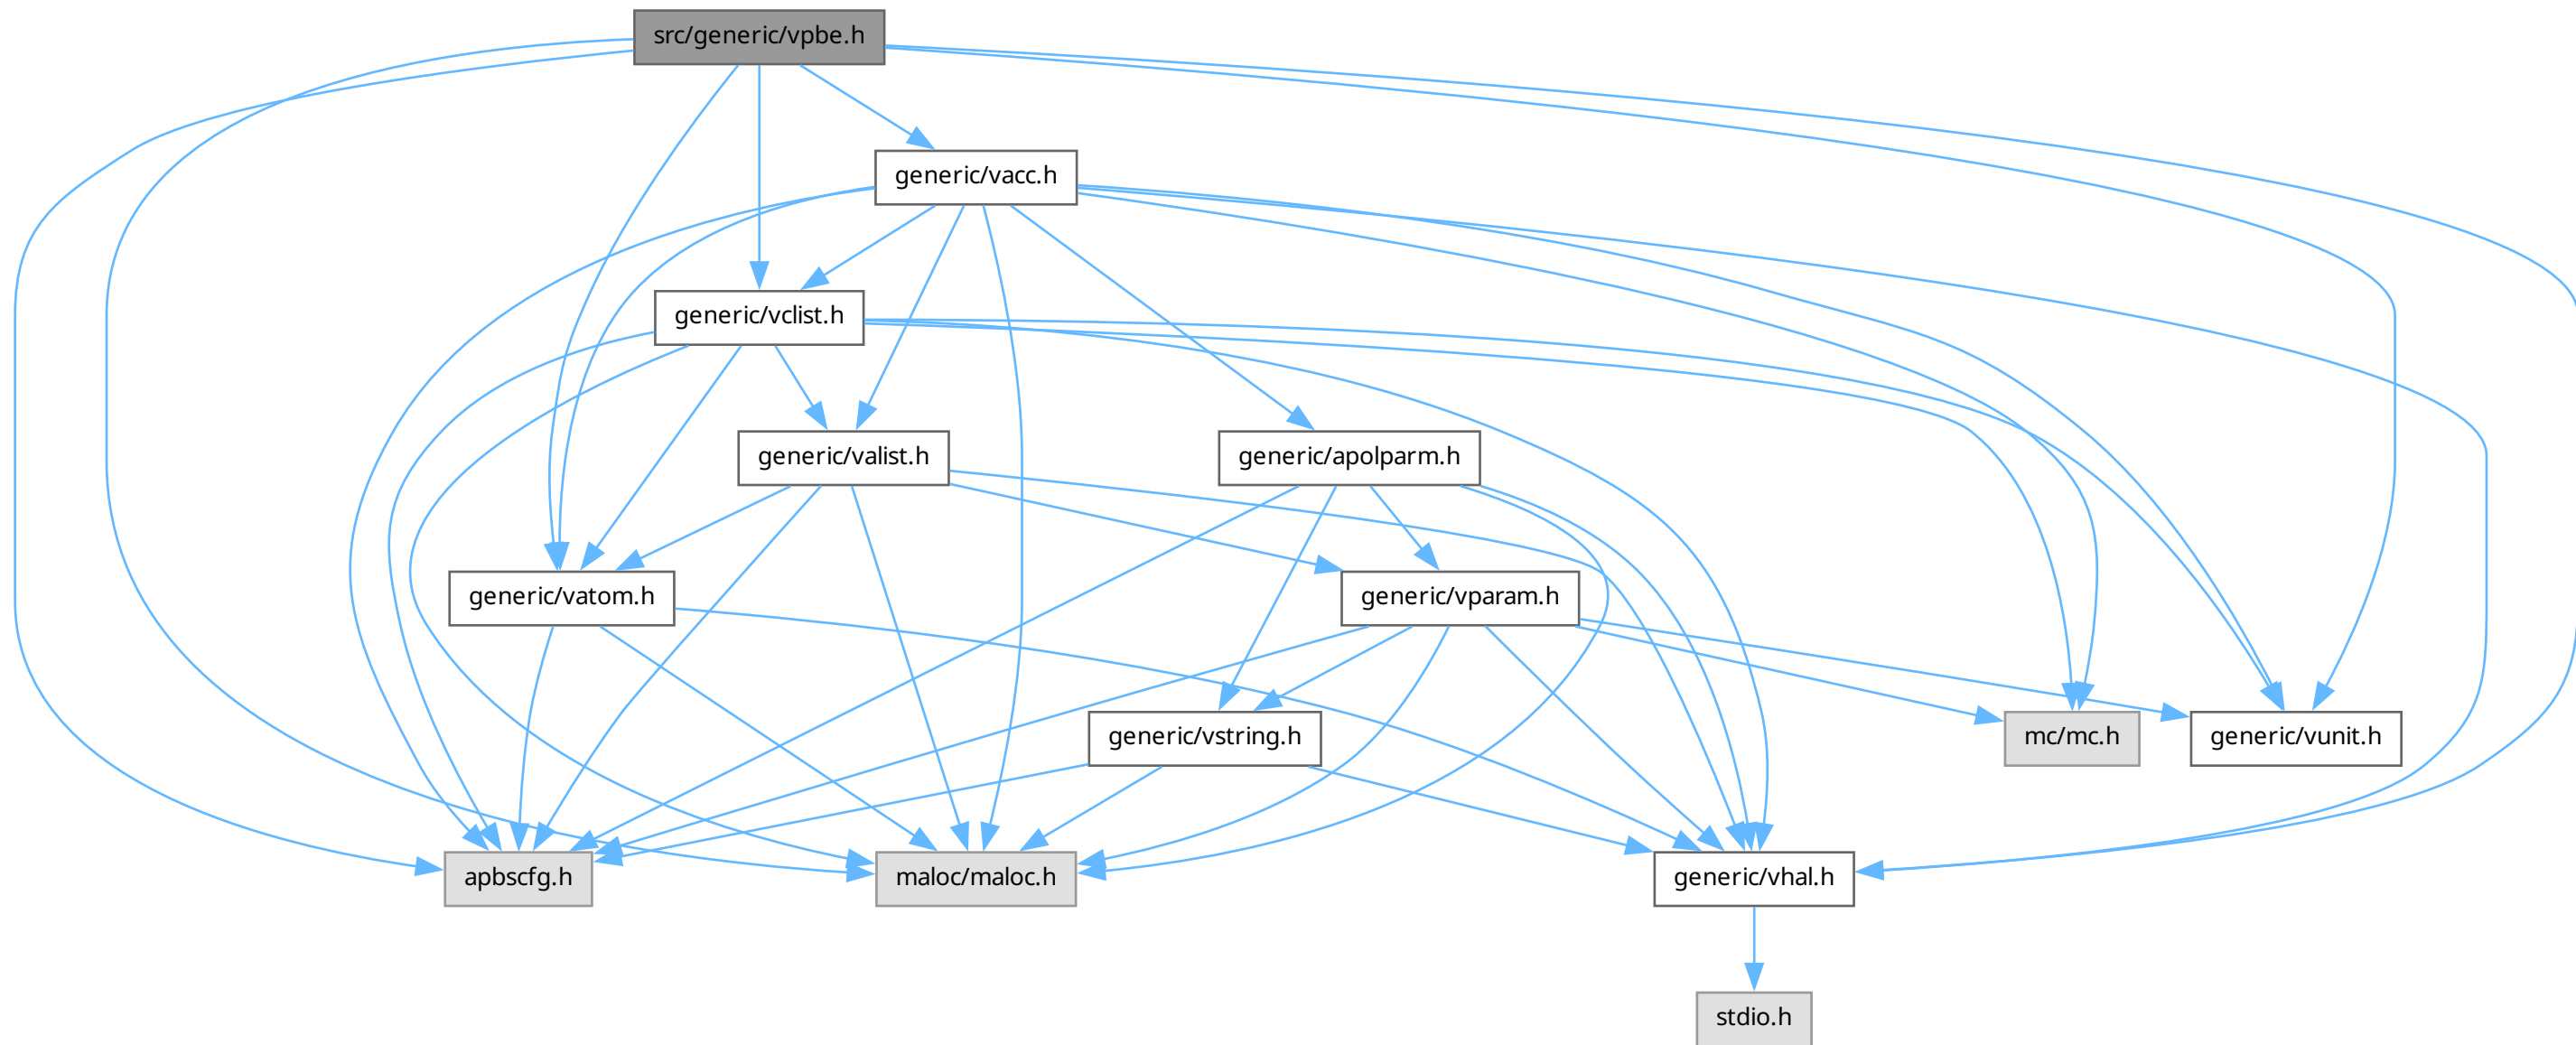 src/generic/vpbe.h
generic/vacc.h
generic/vclist.h
generic/valist.h
generic/apolparm.h
generic/vatom.h
generic/vparam.h
generic/vstring.h
mc/mc.h
generic/vunit.h
apbscfg.h
maloc/maloc.h
generic/vhal.h
stdio.h